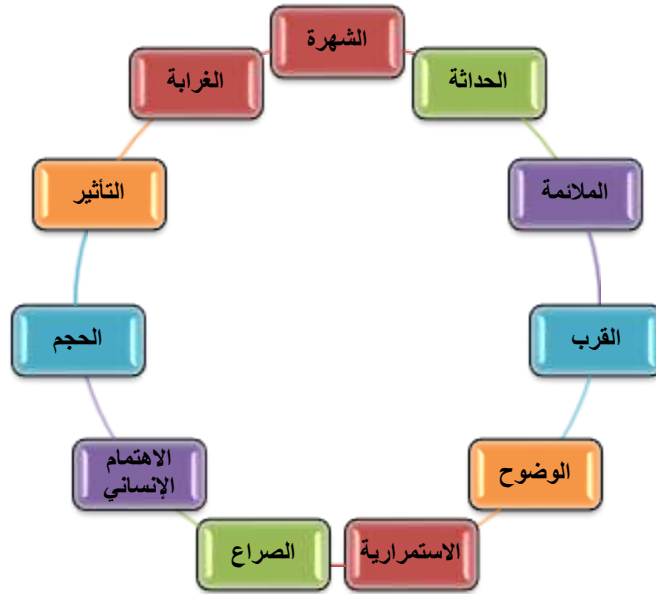 الشهرة
الحداثة
الملائمة
القرب
الوضوح
الاستمرارية
الصراع
الاهتمام
الإنساني
الحجم
التأثير
الغرابة